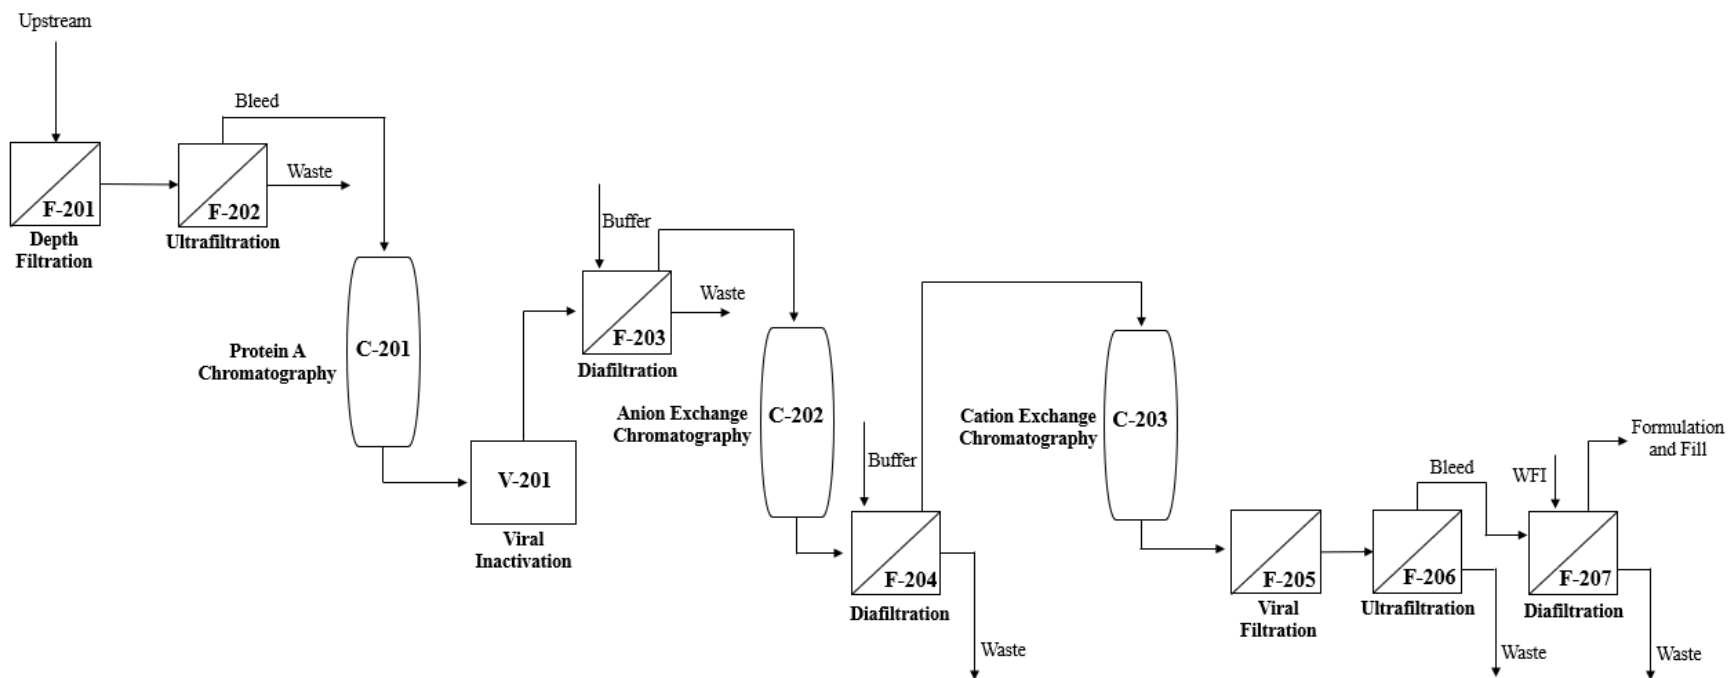 Upstream
Bleed
Waste
F-201
F-202
Depth
Filtration
Ultrafiltration
Protein A
Chromatography
C-201
V-201
Viral
Inactivation
Buffer
Waste
F-203
Diafiltration
Anion Exchange
Chromatography
C-202
Buffer
F-204
Diafiltration
Waste
Cation Exchange
Chromatography
C-203
F-205
Viral
Filtration
Bleed
F-206
Ultrafiltration
Waste
WFI
Formulation
and Fill
F-207
Diafiltration
Waste